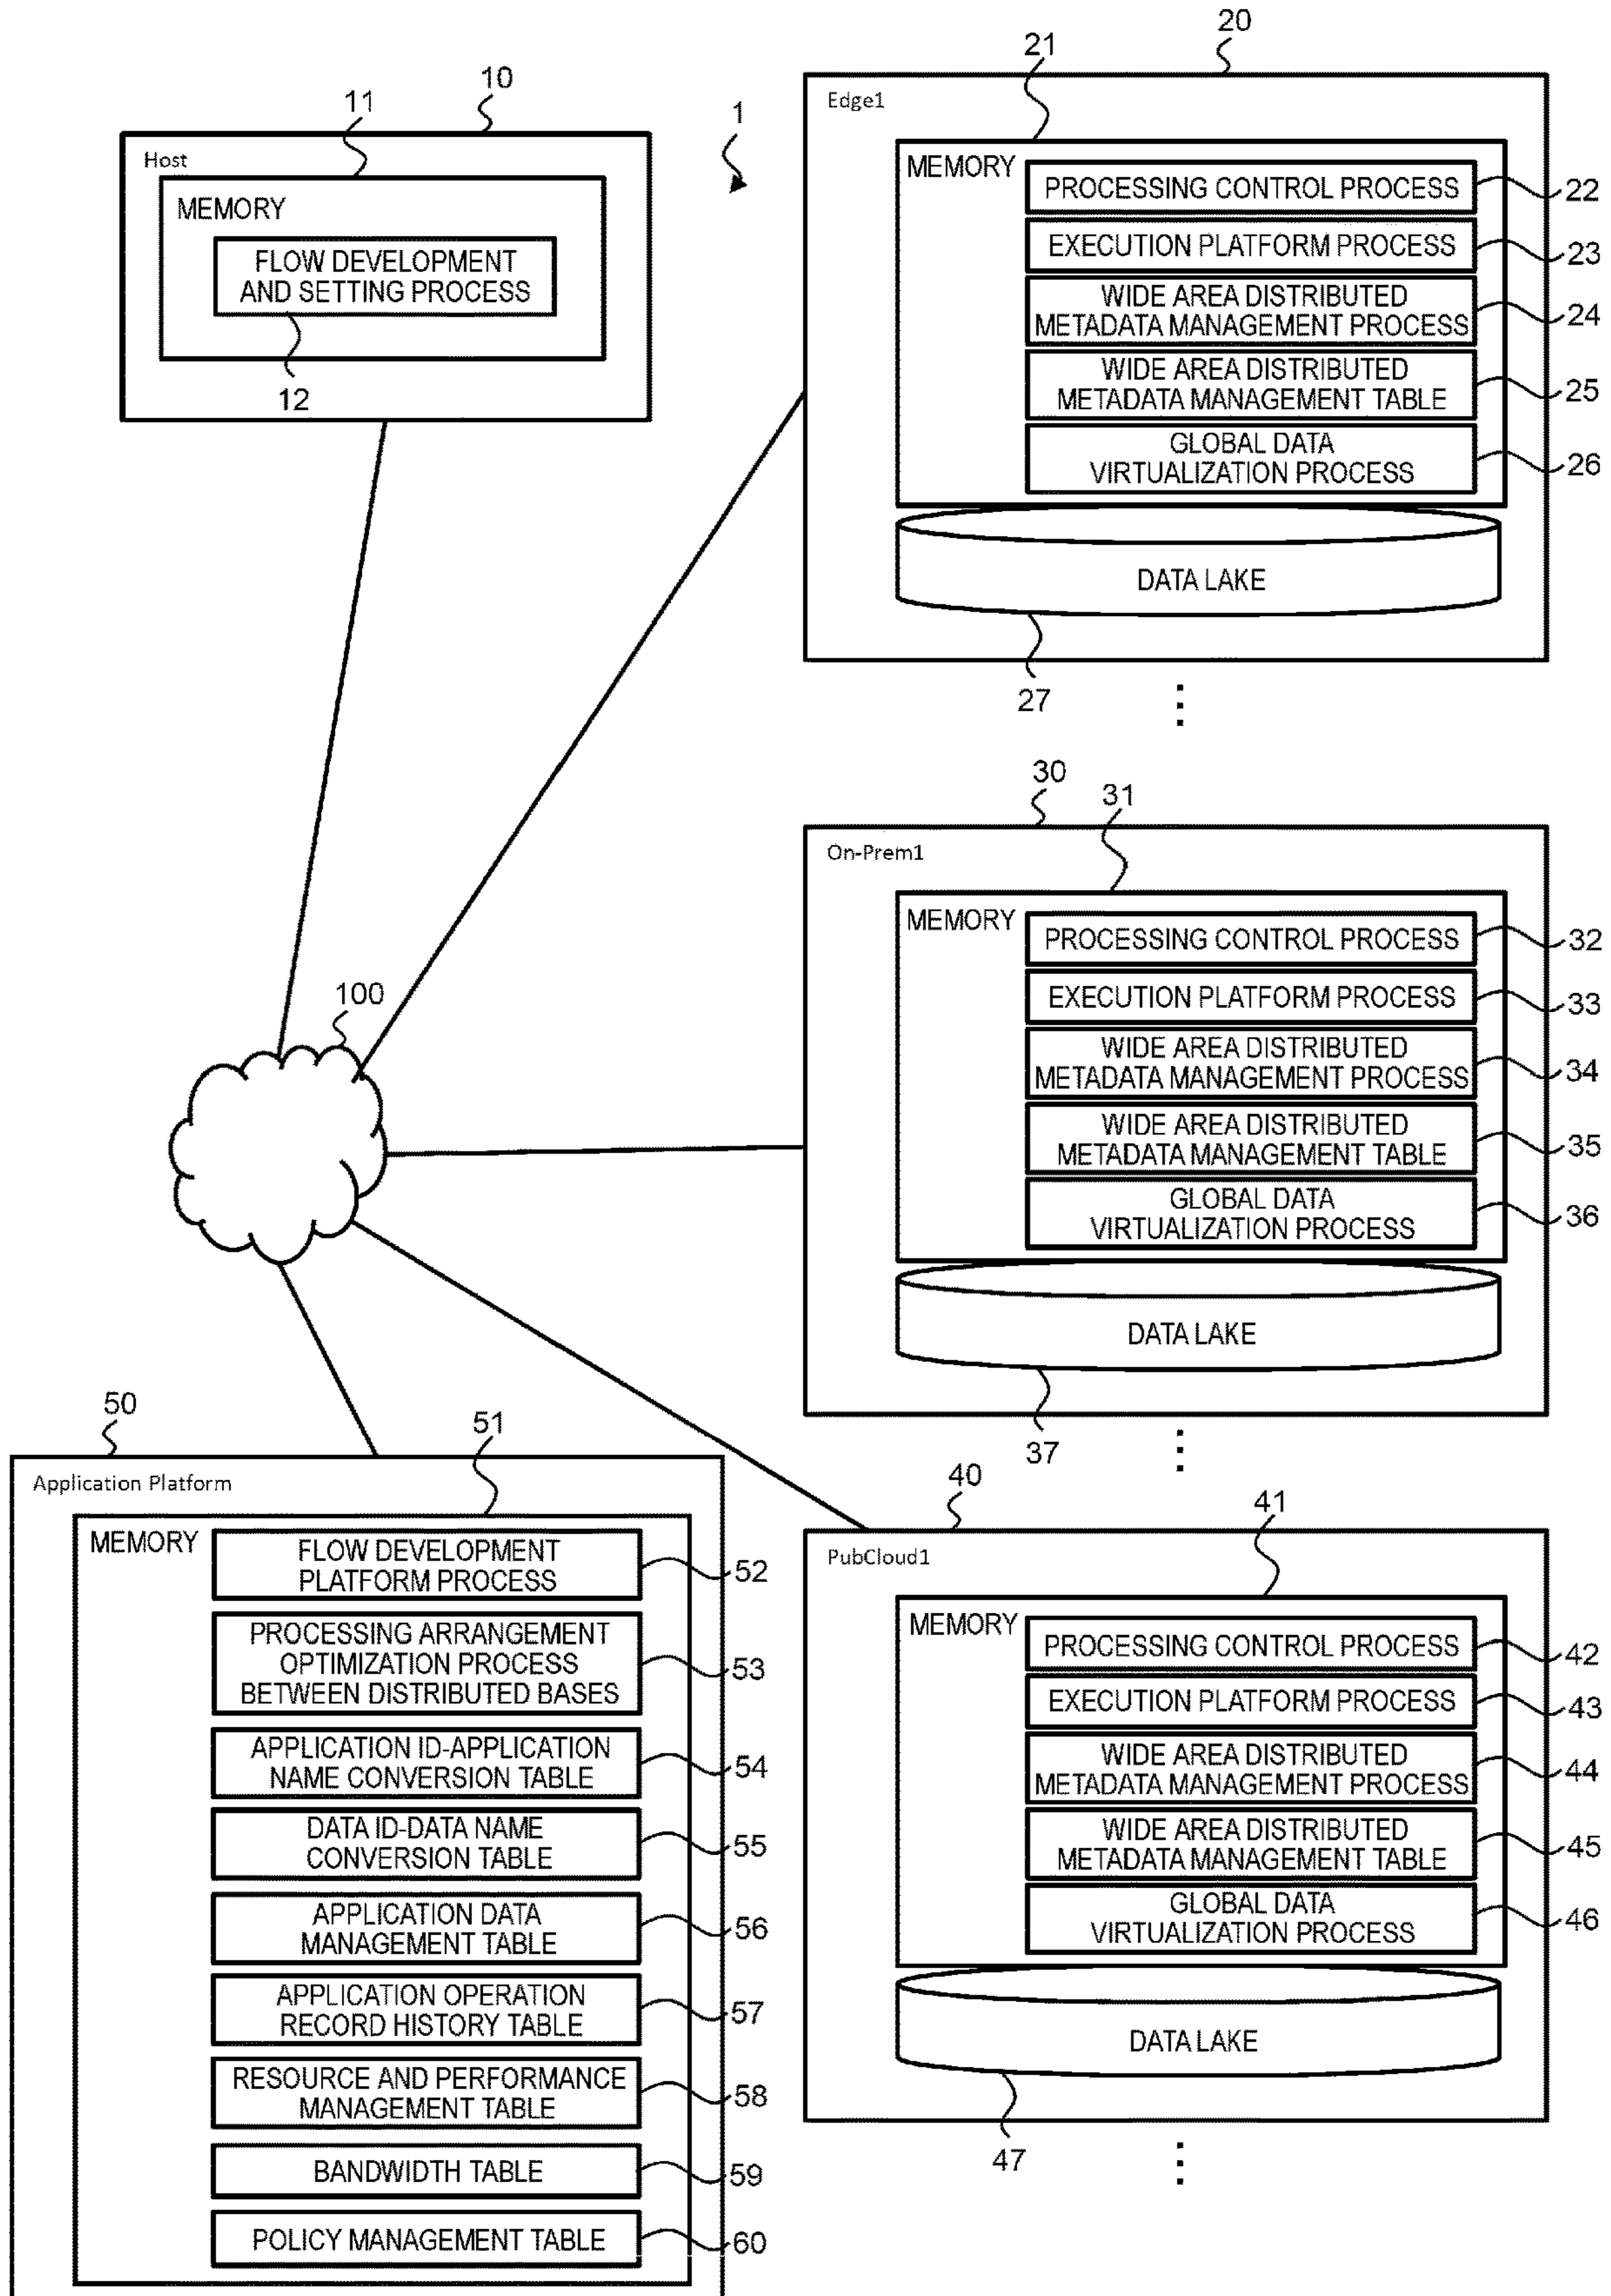 1
10
Host
11
MEMORY
FLOW DEVELOPMENT
AND SETTING PROCESS
12
20
Edge1
21
MEMORY
PROCESSING CONTROL PROCESS
22
EXECUTION PLATFORM PROCESS
23
WIDE AREA DISTRIBUTED
METADATA MANAGEMENT PROCESS
24
WIDE AREA DISTRIBUTED
METADATA MANAGEMENT TABLE
25
GLOBAL DATA
VIRTUALIZATION PROCESS
26
DATA LAKE
27
30
On-Prem1
31
MEMORY
PROCESSING CONTROL PROCESS
32
EXECUTION PLATFORM PROCESS
33
WIDE AREA DISTRIBUTED
METADATA MANAGEMENT PROCESS
34
WIDE AREA DISTRIBUTED
METADATA MANAGEMENT TABLE
35
GLOBAL DATA
VIRTUALIZATION PROCESS
36
DATA LAKE
37
100
40
PubCloud1
41
MEMORY
PROCESSING CONTROL PROCESS
42
EXECUTION PLATFORM PROCESS
43
WIDE AREA DISTRIBUTED
METADATA MANAGEMENT PROCESS
44
WIDE AREA DISTRIBUTED
METADATA MANAGEMENT TABLE
45
GLOBAL DATA
VIRTUALIZATION PROCESS
46
DATA LAKE
47
50
Application Platform
51
MEMORY
FLOW DEVELOPMENT
PLATFORM PROCESS
52
PROCESSING ARRANGEMENT
OPTIMIZATION PROCESS
BETWEEN DISTRIBUTED BASES
53
APPLICATION ID-APPLICATION
NAME CONVERSION TABLE
54
DATA ID-DATA NAME
CONVERSION TABLE
55
APPLICATION DATA
MANAGEMENT TABLE
56
APPLICATION OPERATION
RECORD HISTORY TABLE
57
RESOURCE AND PERFORMANCE
MANAGEMENT TABLE
58
BANDWIDTH TABLE
59
POLICY MANAGEMENT TABLE
60